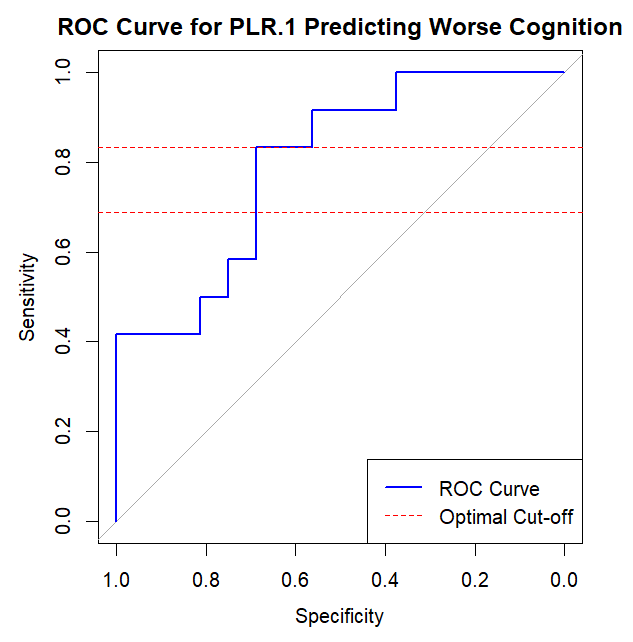 ROC Curve for PLR.1 Predicting Worse Cognition
Sensitivity
1.0
0.8
0.6
0.4
0.2
0.0
ROC Curve
Optimal Cut-off
1.0 0.8 0.6 0.4 0.2 0.0
Specificity